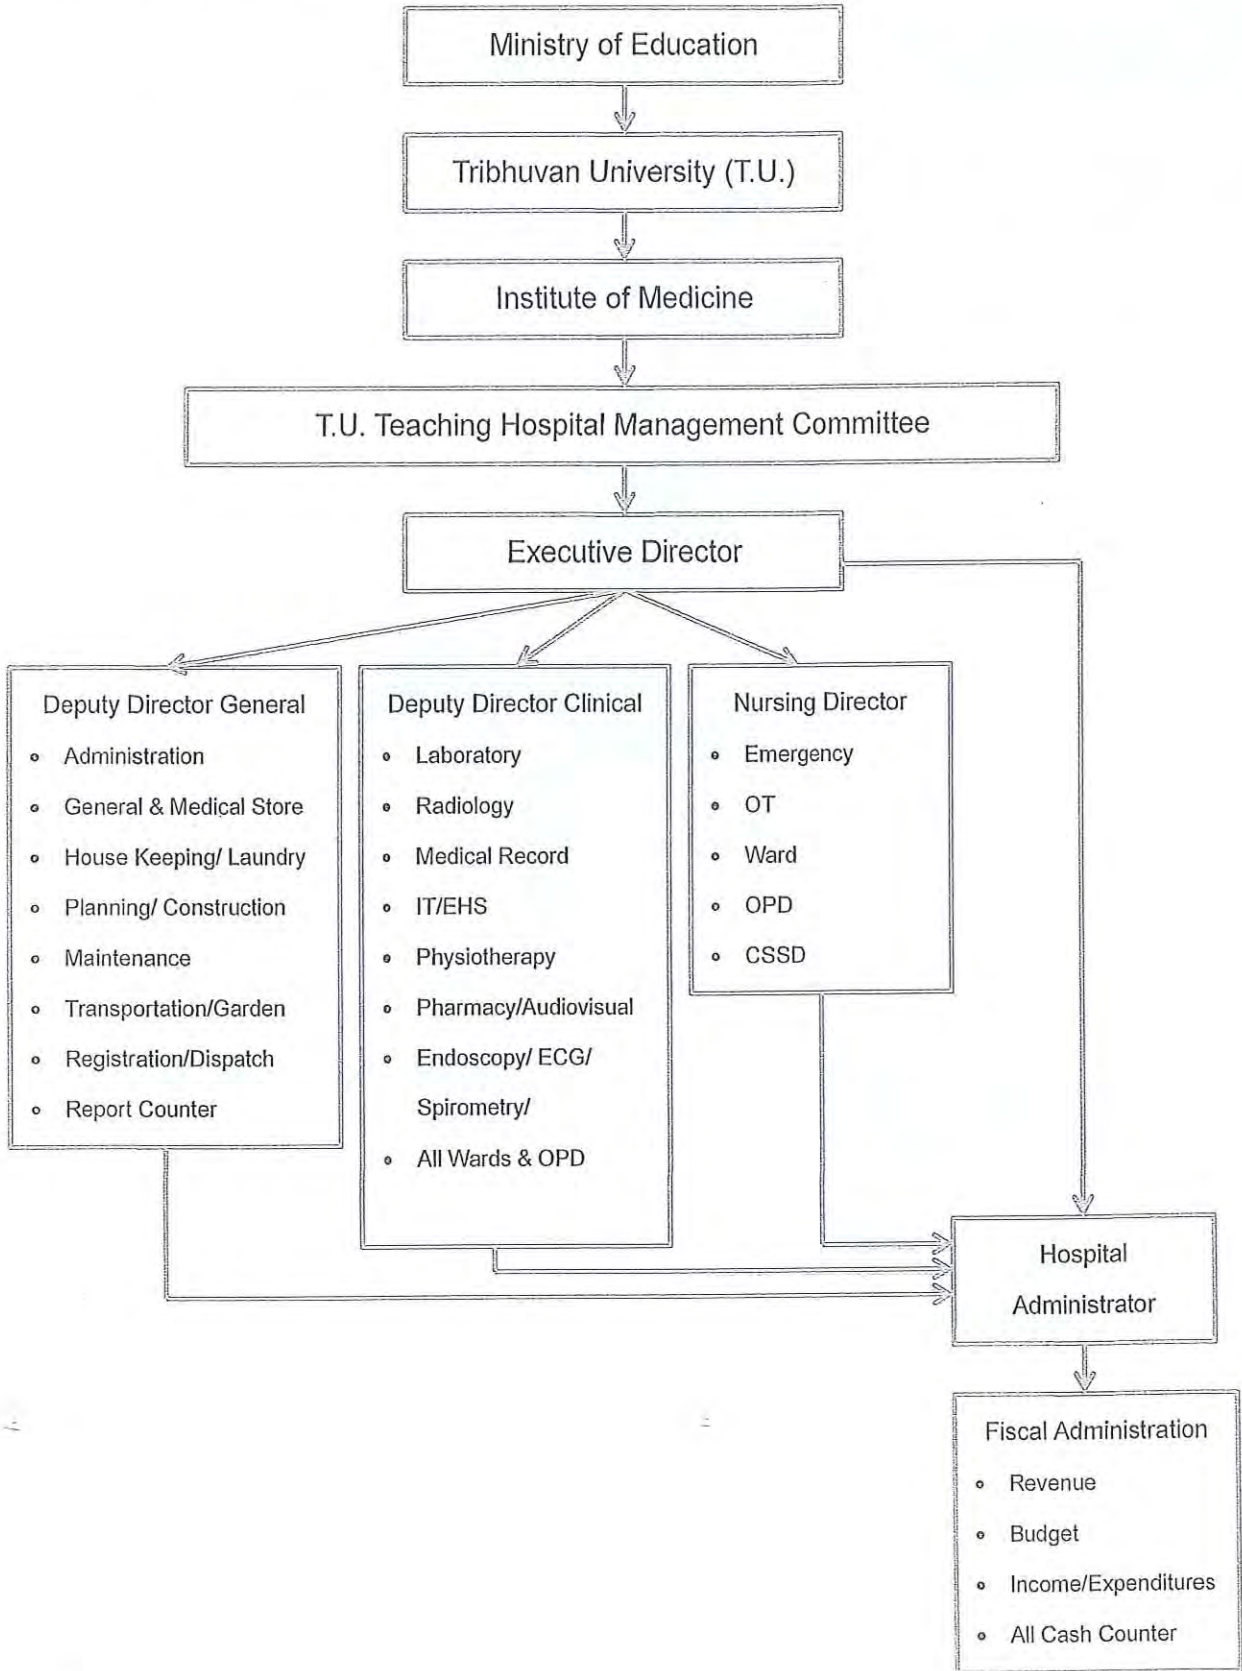 Ministry of Education
Tribhuvan University (T.U.)
Institute of Medicine
T.U. Teaching Hospital Management Committee
Executive Director
Deputy Director General
Administration
General & Medical Store
House Keeping/ Laundry
Planning/ Construction
Maintenance
Transportation/Garden
Registration/Dispatch
Report Counter
Deputy Director Clinical
Laboratory
Radiology
Medical Record
IT/EHS
Physiotherapy
Pharmacy/Audiovisual
Endoscopy/ ECG/
Spirometry/
All Wards & OPD
Nursing Director
Emergency
OT
Ward
OPD
CSSD
Hospital
Administrator
Fiscal Administration
Revenue
Budget
Income/Expenditures
All Cash Counter